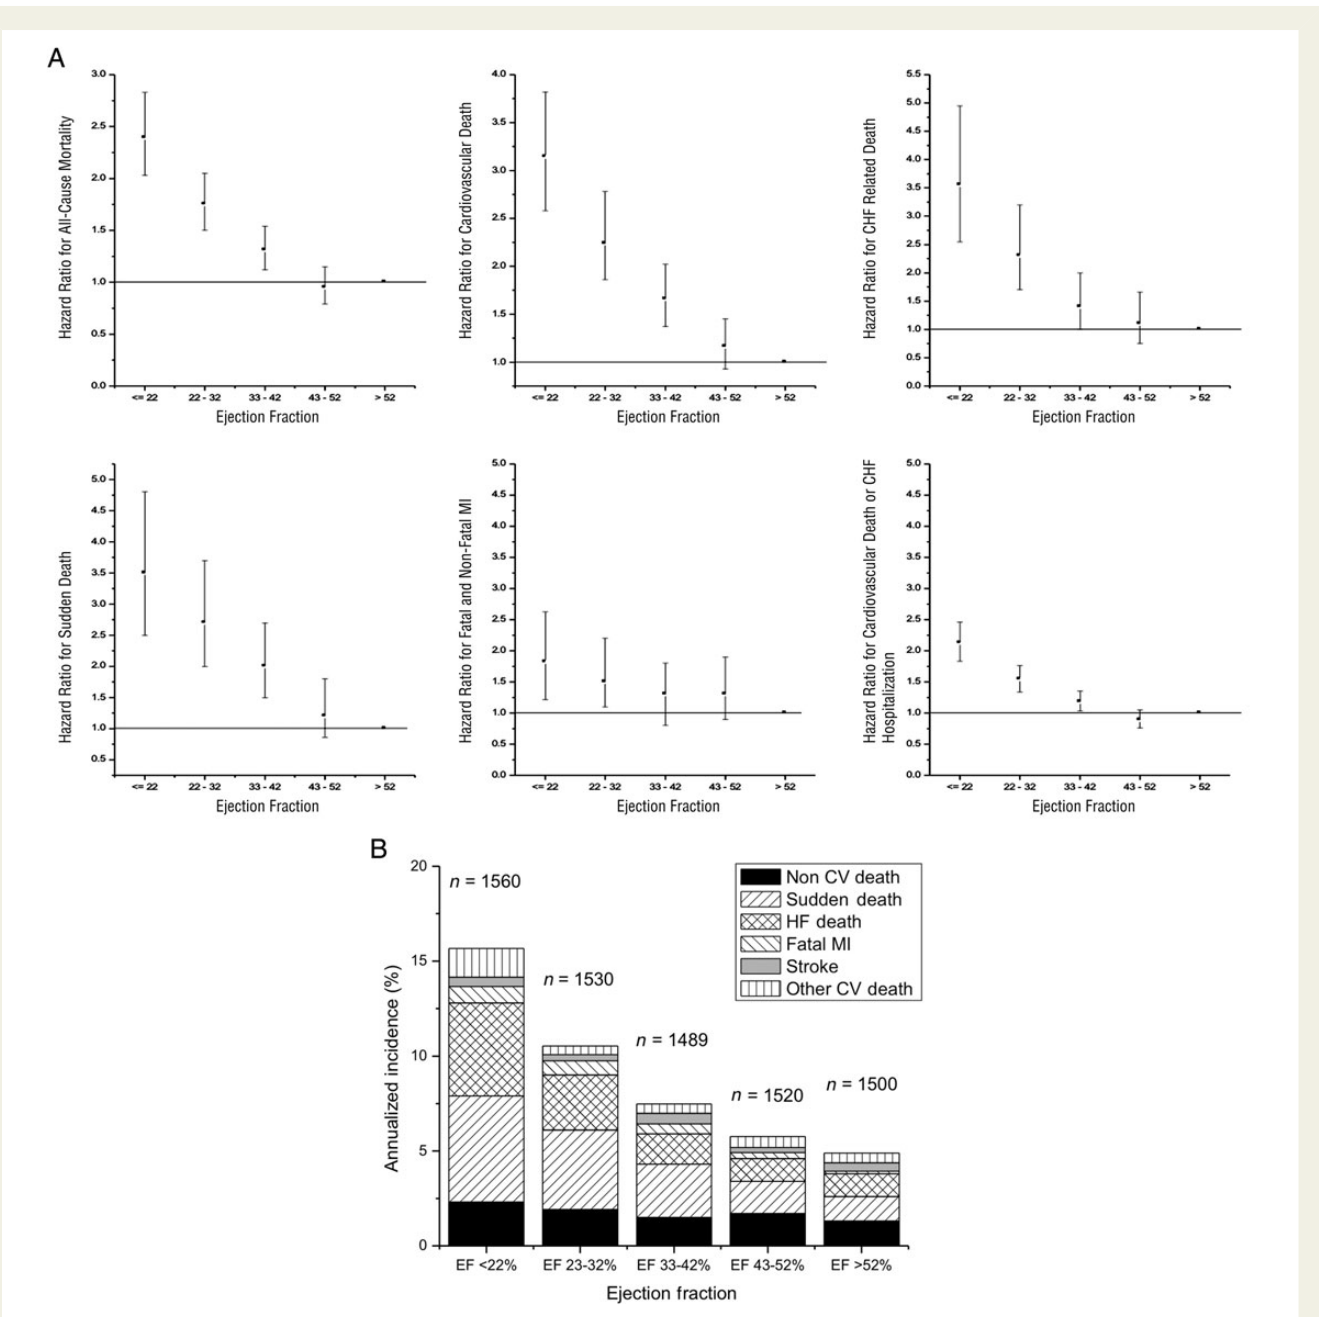 A
Hazard Ratio for All-Cause Mortality
3.0
2.5
2.0
1.5
1.0
0.5
0.0
<= 22 22 - 32 33 - 42 43 - 52 > 52
Ejection Fraction
Hazard Ratio for Cardiovascular Death
4.0
3.5
3.0
2.5
2.0
1.5
1.0
<= 22 22 - 32 33 - 42 43 - 52 > 52
Ejection Fraction
Hazard Ratio for CHF Related Death
5.5
5.0
4.5
4.0
3.5
3.0
2.5
2.0
1.5
1.0
0.5
0.0
<= 22 22 - 32 33 - 42 43 - 52 > 52
Ejection Fraction
Hazard Ratio for Sudden Death
5.0
4.5
4.0
3.5
3.0
2.5
2.0
1.5
1.0
0.5
<= 22 22 - 32 33 - 42 43 - 52 > 52
Ejection Fraction
Hazard Ratio for Fatal and Non-Fatal MI
5.0
4.5
4.0
3.5
3.0
2.5
2.0
1.5
1.0
0.5
0.0
<= 22 22 - 32 33 - 42 43 - 52 > 52
Ejection Fraction
Hazard Ratio for Cardiovascular Death or CHF
Hospitalization
5.0
4.5
4.0
3.5
3.0
2.5
2.0
1.5
1.0
0.5
0.0
<= 22 22 - 32 33 - 42 43 - 52 > 52
Ejection Fraction
B
Annualized incidence (%)
20
15
10
5
0
n = 1560
n = 1530
n = 1489
n = 1520
n = 1500
Non CV death
Sudden death
HF death
Fatal MI
Stroke
Other CV death
EF <22% EF 23-32% EF 33-42% EF 43-52% EF >52%
Ejection fraction